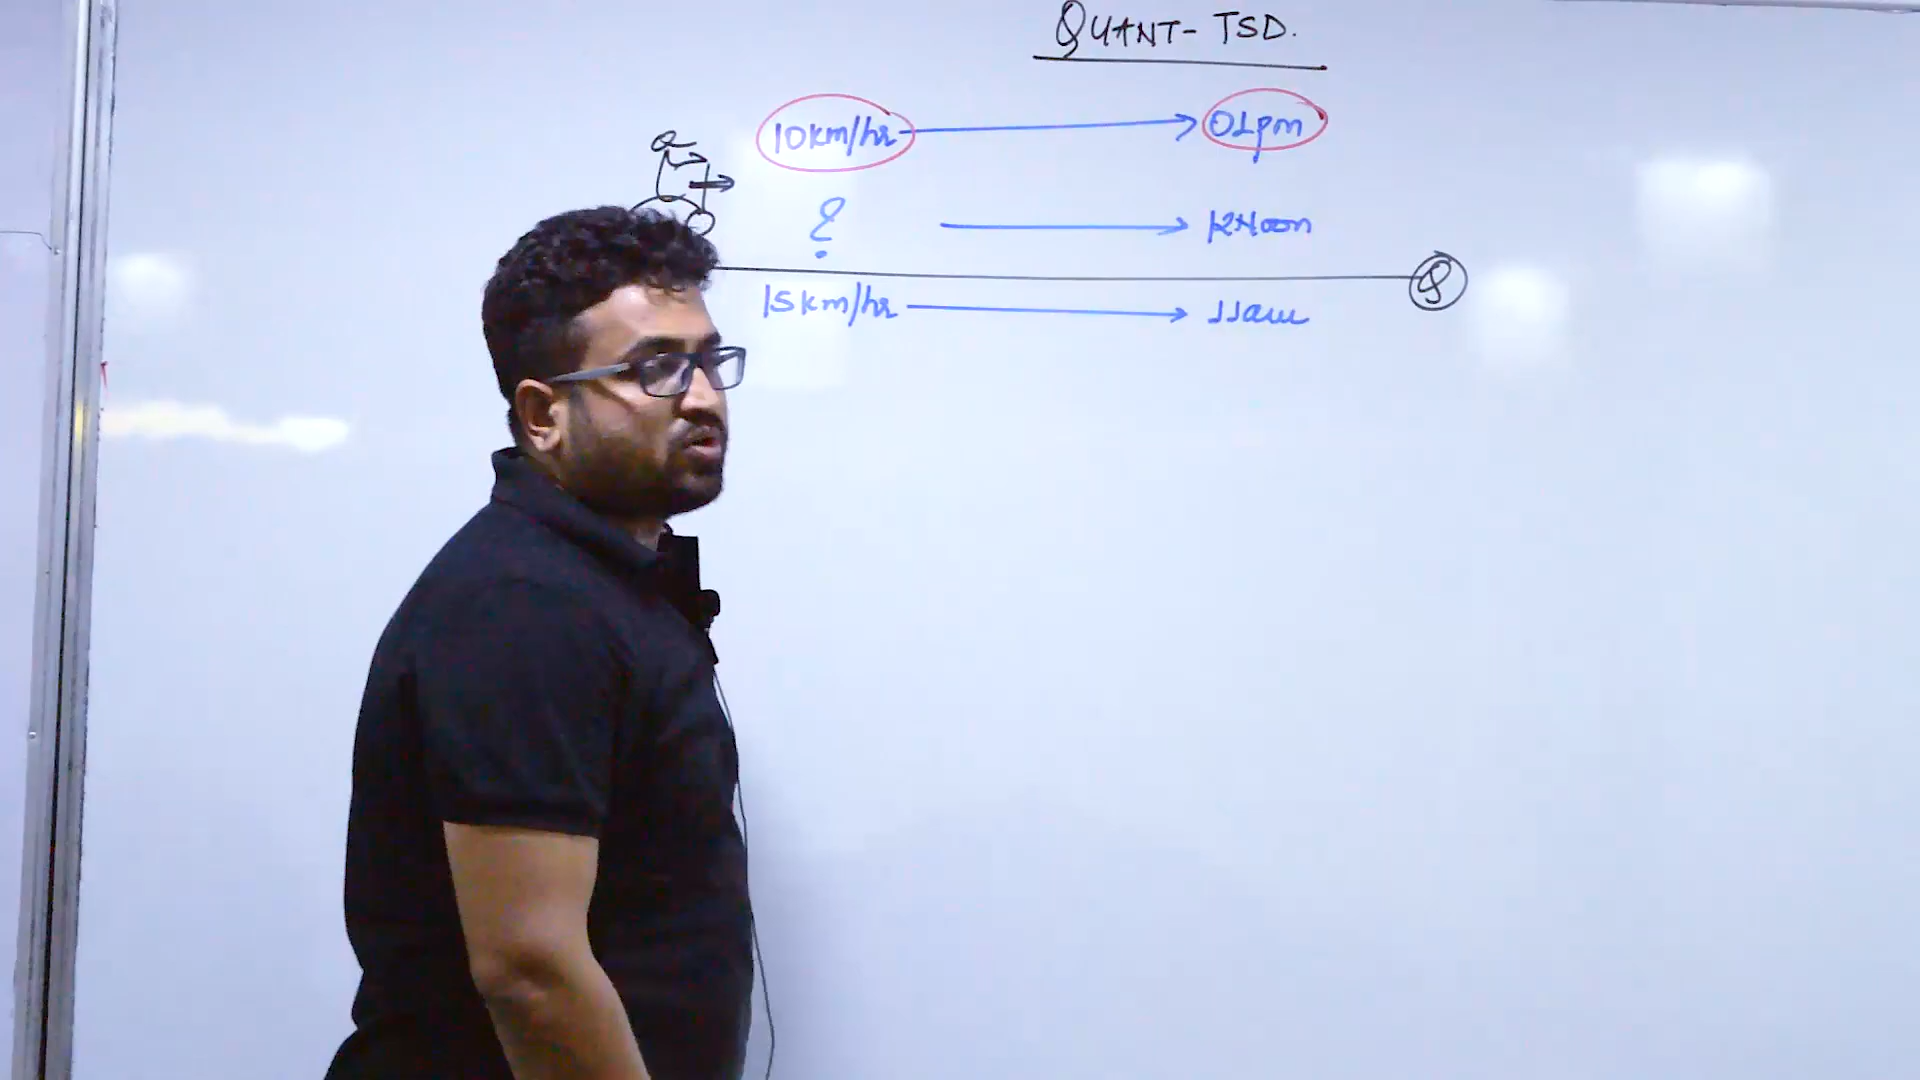 QUANT- TSD.
10km/hr → 01pm
? → 12Noon
Q
15km/hr → 11am